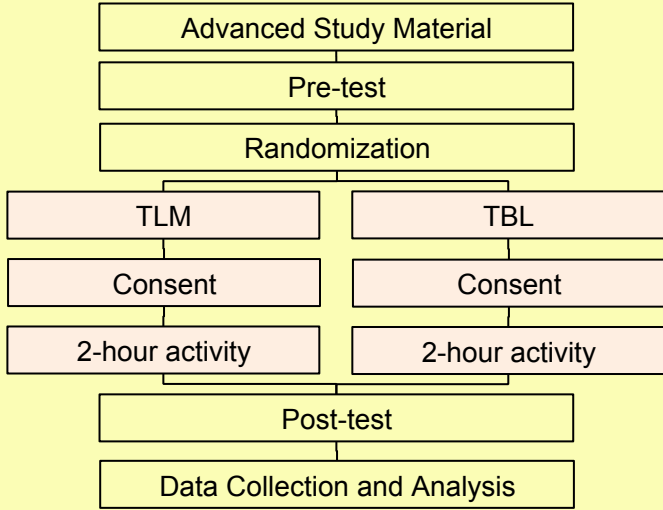 Advanced Study Material
Pre-test
Randomization
TLM
TBL
Consent
Consent
2-hour activity
2-hour activity
Post-test
Data Collection and Analysis